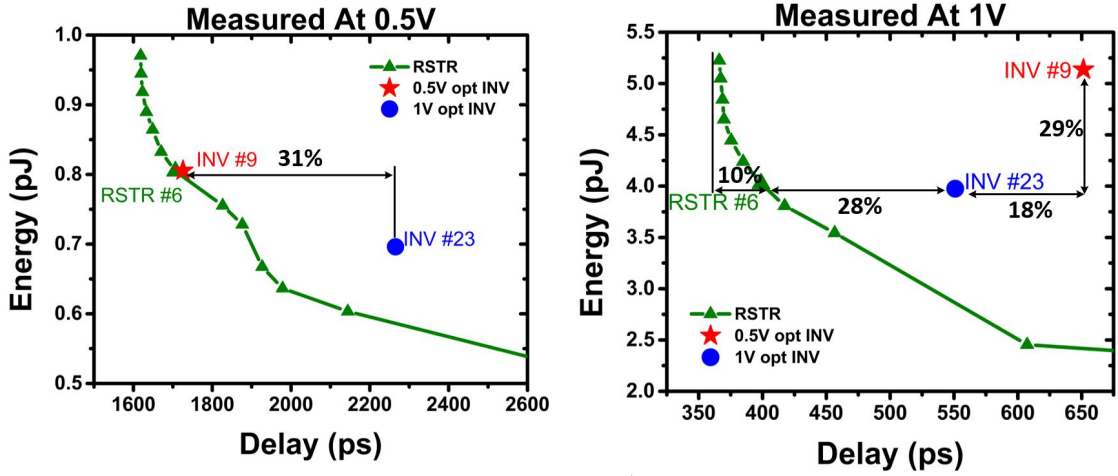 Measured At 0.5V
1.0
0.9
0.8
0.7
0.6
0.5
Energy (pJ)
RSTR
0.5V opt INV
1V opt INV
INV #9
31%
RSTR #6
INV #23
1600
1800
2000
2200
2400
2600
Delay (ps)
Measured At 1V
5.5
5.0
4.5
4.0
3.5
3.0
2.5
2.0
Energy (pJ)
INV #9
29%
10%
INV #23
RSTR #6
28%
18%
RSTR
0.5V opt INV
1V opt INV
350
400
450
500
550
600
650
Delay (ps)